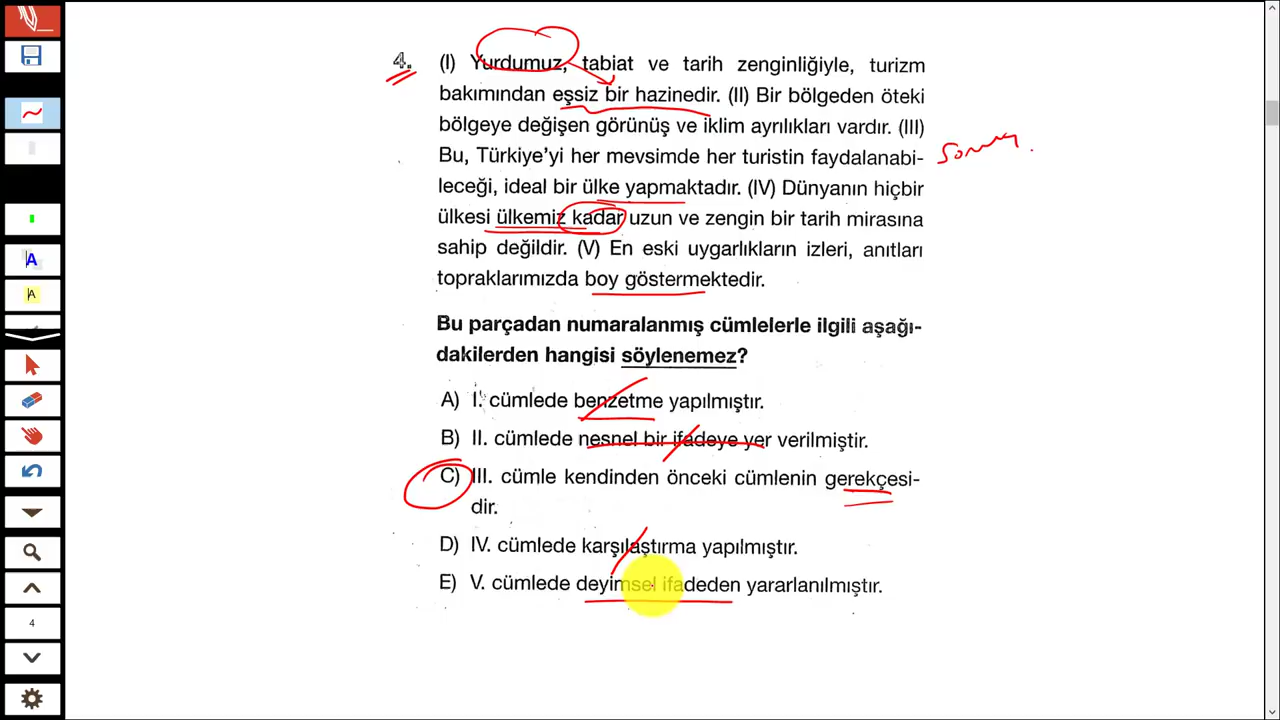 4. (I) Yurdumuz, tabiat ve tarih zenginliğiyle, turizm
bakımından eşsiz bir hazinedir. (II) Bir bölgeden öteki
bölgeye değişen görünüş ve iklim ayrılıkları vardır. (III)
Bu, Türkiye'yi her mevsimde her turistin faydalanabi-
leceği, ideal bir ülke yapmaktadır. (IV) Dünyanın hiçbir
ülkesi ülkemiz kadar uzun ve zengin bir tarih mirasına
sahip değildir. (V) En eski uygarlıkların izleri, anıtları
topraklarımızda boy göstermektedir.
Bu parçadan numaralanmış cümlelerle ilgili aşağı-
dakilerden hangisi söylenemez?
A) I. cümlede benzetme yapılmıştır.
B) II. cümlede nesnel bir ifadeye yer verilmiştir.
C) III. cümle kendinden önceki cümlenin gerekçesi-
dir.
D) IV. cümlede karşılaştırma yapılmıştır.
E) V. cümlede deyimsel ifadeden yararlanılmıştır.
A
A
4